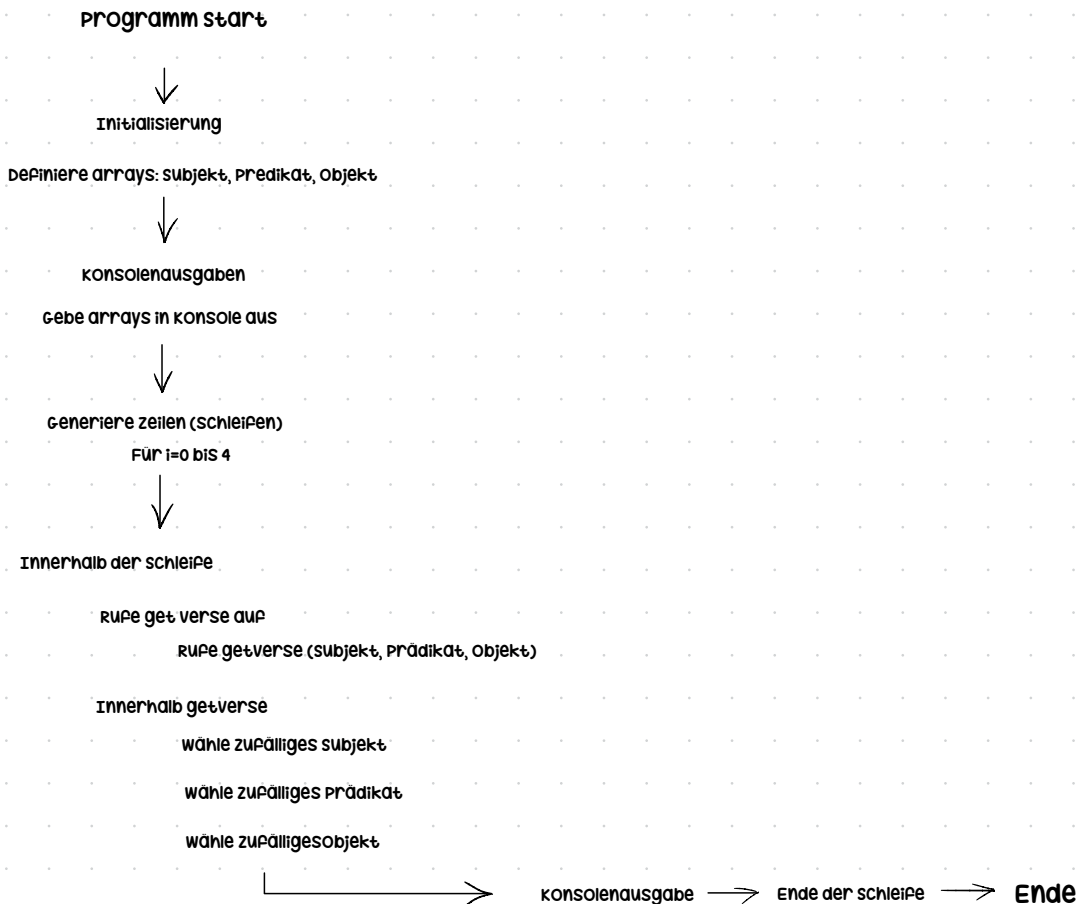 Programm start
Initialisierung
Definiere arrays: Subjekt, Predikat, Objekt
Konsolenausgaben
Gebe arrays in Konsole aus
Generiere Zeilen (Schleifen)
Für i=0 bis 4
Innerhalb der Schleife
Rufe get verse auf
Rufe getverse (Subjekt, Prädikat, Objekt)
Innerhalb getverse
Wähle zufälliges Subjekt
Wähle zufälliges Prädikat
Wähle zufälligesObjekt
Konsolenausgabe Ende der Schleife Ende